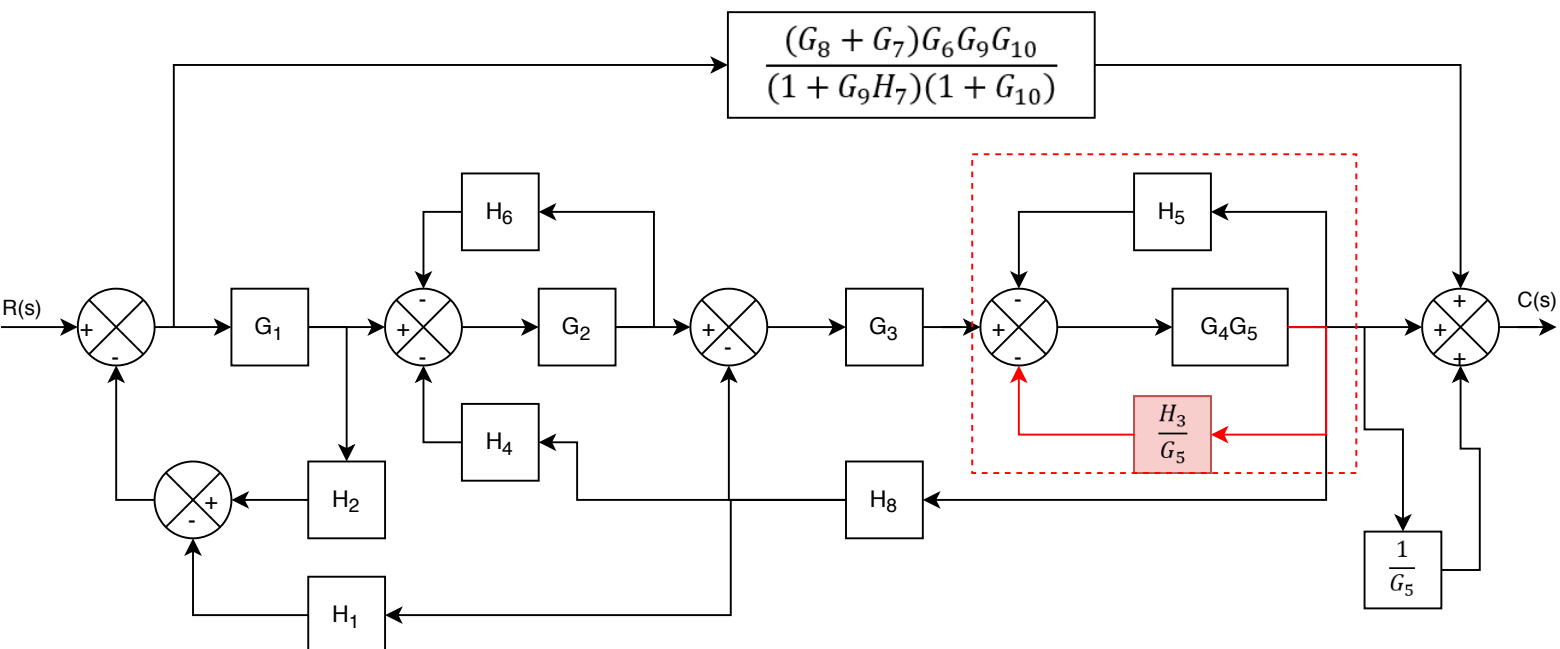 (G₈ + G₇)G₆G₉G₁₀
(1 + G₉H₇)(1 + G₁₀)
H₆
H₅
-
-
+
R(s)
+
G₁
+
G₂
+
G₃
+
G₄G₅
+
C(s)
-
-
-
-
+
H₄
H₃
G₅
H₂
+
-
H₈
1
G₅
H₁